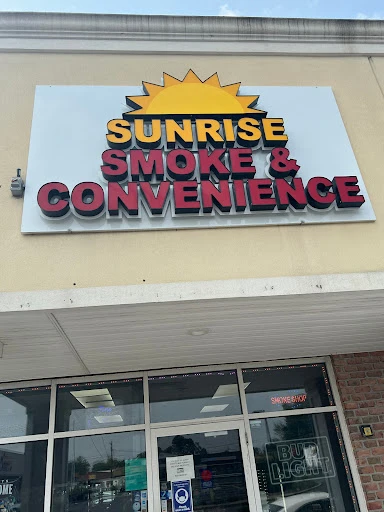 SUNRISE
SMOKE &
CONVENIENCE
SMOKE SHOP
BUD
LIGHT